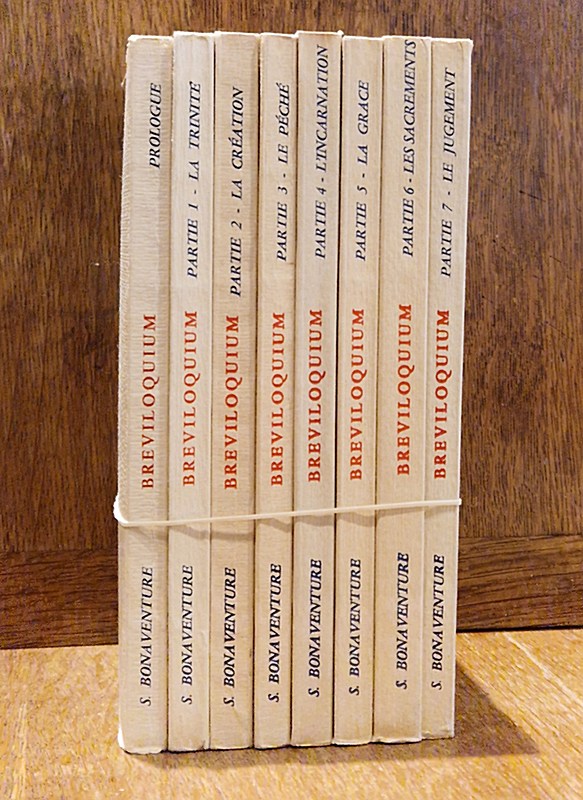 S. BONAVENTURE BREVILOQUIUM PROLOGUE
S. BONAVENTURE BREVILOQUIUM PARTIE 1 - LA TRINITÉ
S. BONAVENTURE BREVILOQUIUM PARTIE 2 - LA CRÉATION
S. BONAVENTURE BREVILOQUIUM PARTIE 3 - LE PÉCHÉ
S. BONAVENTURE BREVILOQUIUM PARTIE 4 - L'INCARNATION
S. BONAVENTURE BREVILOQUIUM PARTIE 5 - LA GRACE
S. BONAVENTURE BREVILOQUIUM PARTIE 6 - LES SACREMENTS
S. BONAVENTURE BREVILOQUIUM PARTIE 7 - LE JUGEMENT